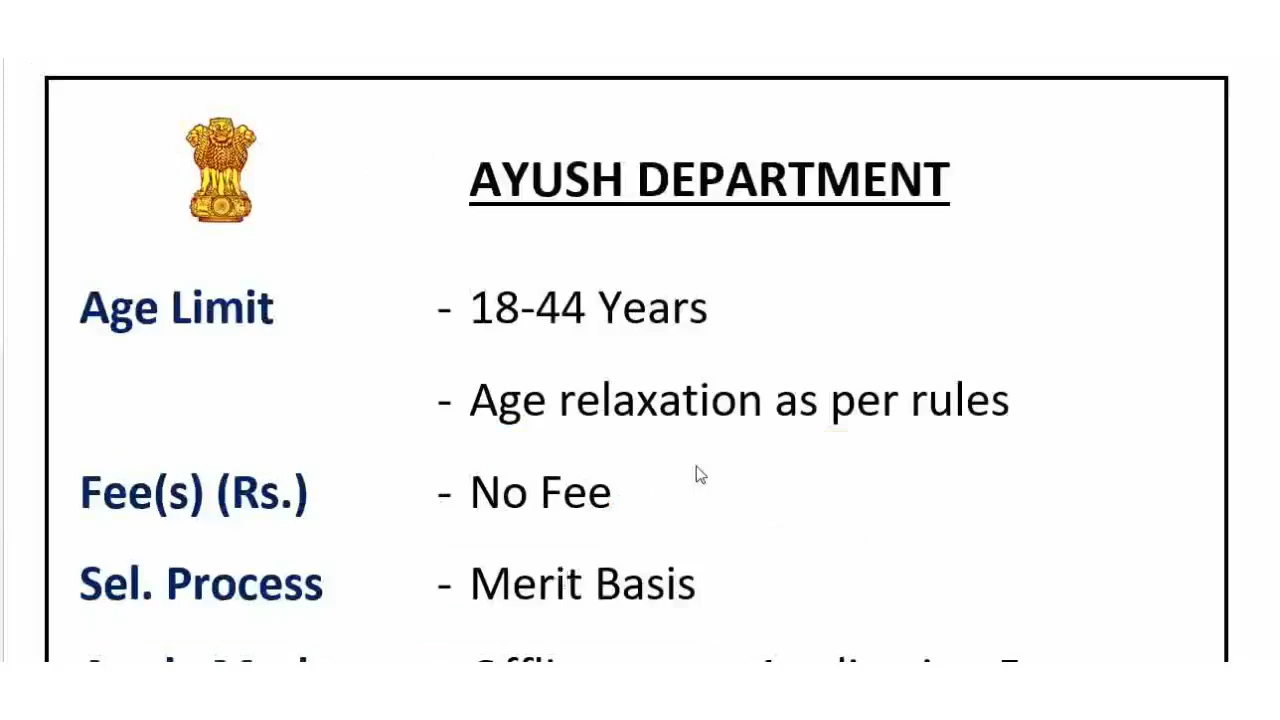 AYUSH DEPARTMENT
Age Limit - 18-44 Years
- Age relaxation as per rules
Fee(s) (Rs.) - No Fee
Sel. Process - Merit Basis